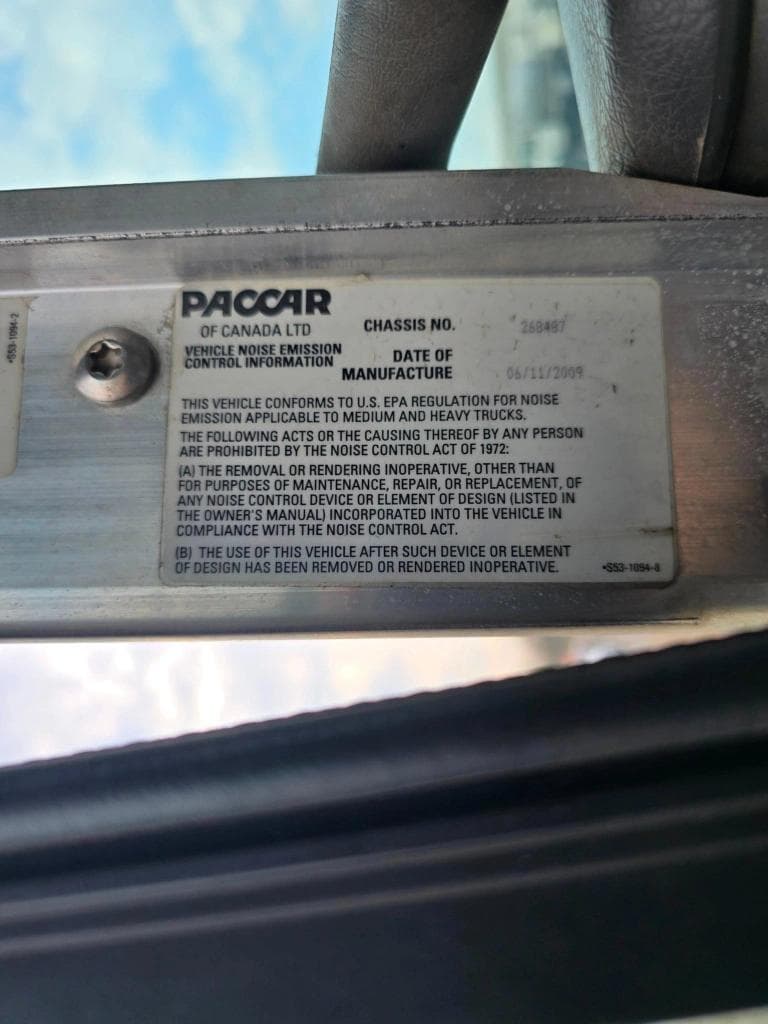 PACCAR
OF CANADA LTD
VEHICLE NOISE EMISSION
CONTROL INFORMATION
CHASSIS NO.
DATE OF
MANUFACTURE 06/11/2009
THIS VEHICLE CONFORMS TO U.S. EPA REGULATION FOR NOISE
EMISSION APPLICABLE TO MEDIUM AND HEAVY TRUCKS.
THE FOLLOWING ACTS OR THE CAUSING THEREOF BY ANY PERSON
ARE PROHIBITED BY THE NOISE CONTROL ACT OF 1972:
(A) THE REMOVAL OR RENDERING INOPERATIVE, OTHER THAN
FOR PURPOSES OF MAINTENANCE, REPAIR, OR REPLACEMENT, OF
ANY NOISE CONTROL DEVICE OR ELEMENT OF DESIGN (LISTED IN
THE OWNER'S MANUAL) INCORPORATED INTO THE VEHICLE IN
COMPLIANCE WITH THE NOISE CONTROL ACT.
(B) THE USE OF THIS VEHICLE AFTER SUCH DEVICE OR ELEMENT
OF DESIGN HAS BEEN REMOVED OR RENDERED INOPERATIVE.
•S53-1094-8
•S53-1094-2